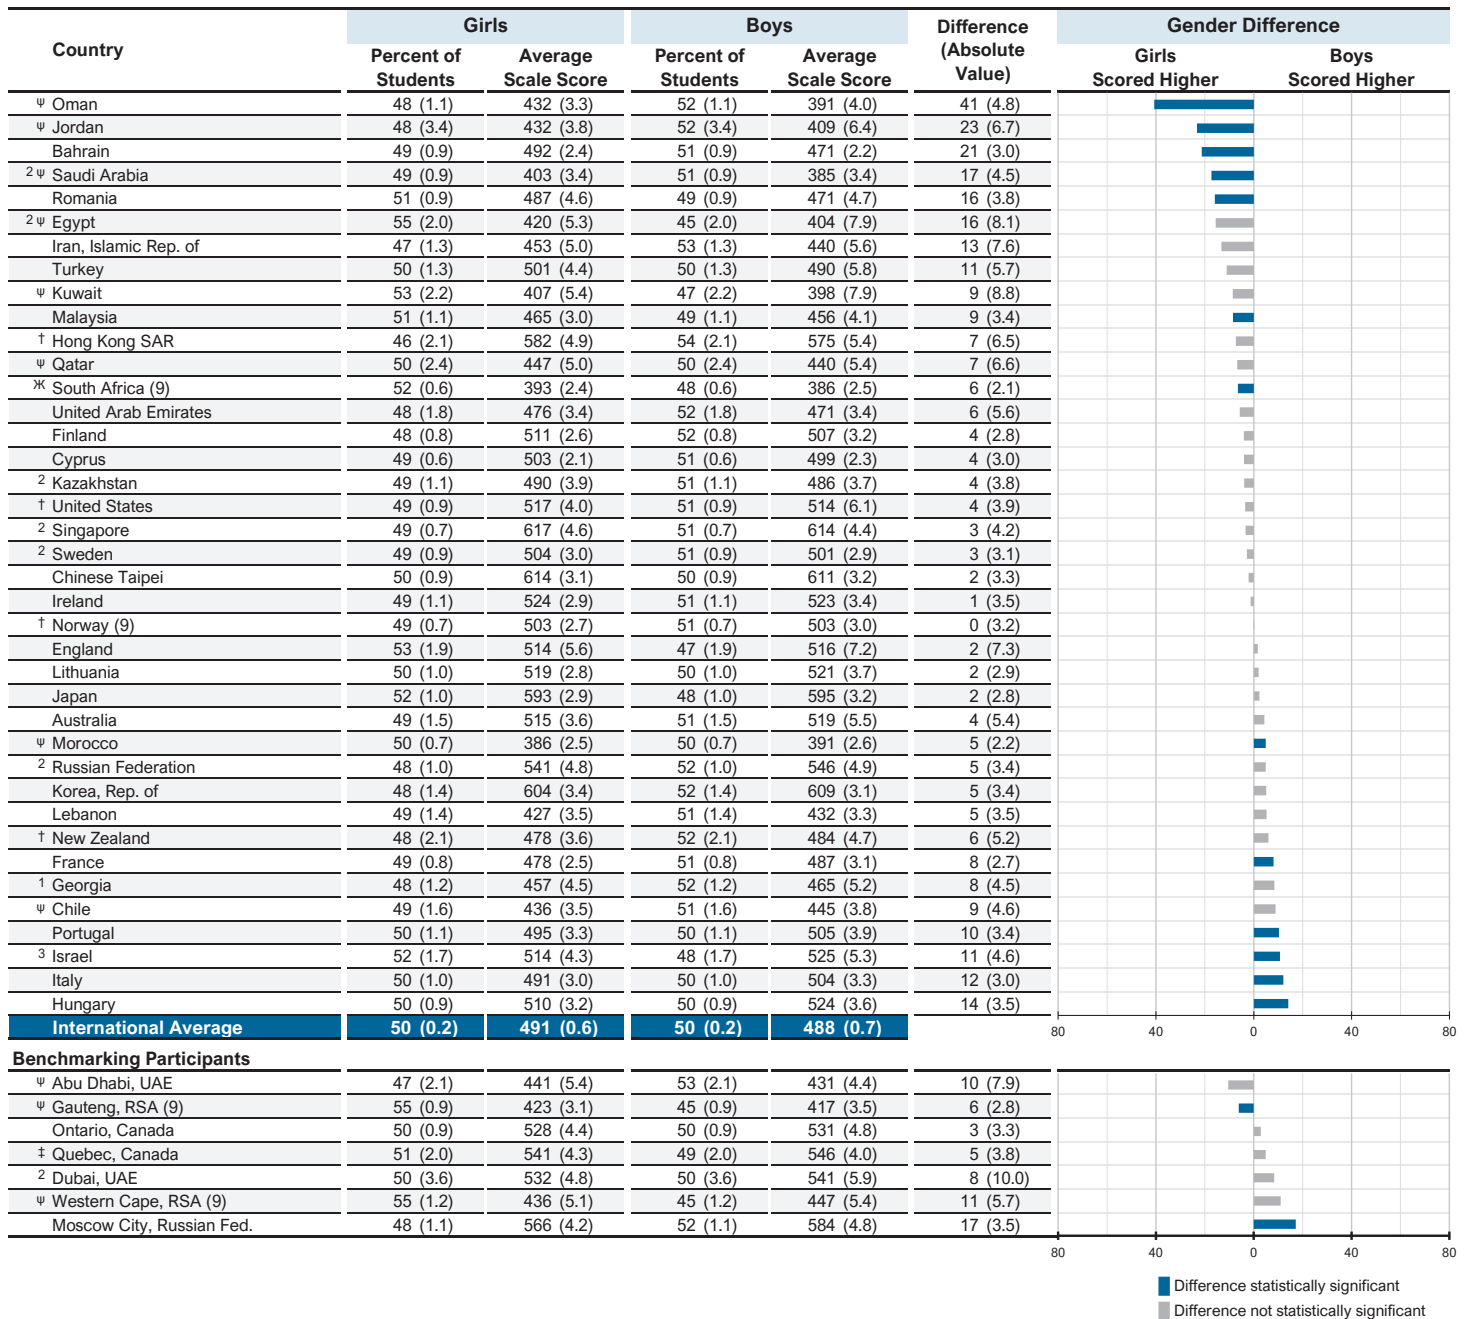 Country Girls Boys Difference (Absolute Value) Gender Difference
Percent of Students Average Scale Score Percent of Students Average Scale Score Girls Scored Higher Boys Scored Higher
ψ Oman 48 (1.1) 432 (3.3) 52 (1.1) 391 (4.0) 41 (4.8)
ψ Jordan 48 (3.4) 432 (3.8) 52 (3.4) 409 (6.4) 23 (6.7)
Bahrain 49 (0.9) 492 (2.4) 51 (0.9) 471 (2.2) 21 (3.0)
2 ψ Saudi Arabia 49 (0.9) 403 (3.4) 51 (0.9) 385 (3.4) 17 (4.5)
Romania 51 (0.9) 487 (4.6) 49 (0.9) 471 (4.7) 16 (3.8)
2 ψ Egypt 55 (2.0) 420 (5.3) 45 (2.0) 404 (7.9) 16 (8.1)
Iran, Islamic Rep. of 47 (1.3) 453 (5.0) 53 (1.3) 440 (5.6) 13 (7.6)
Turkey 50 (1.3) 501 (4.4) 50 (1.3) 490 (5.8) 11 (5.7)
ψ Kuwait 53 (2.2) 407 (5.4) 47 (2.2) 398 (7.9) 9 (8.8)
Malaysia 51 (1.1) 465 (3.0) 49 (1.1) 456 (4.1) 9 (3.4)
† Hong Kong SAR 46 (2.1) 582 (4.9) 54 (2.1) 575 (5.4) 7 (6.5)
ψ Qatar 50 (2.4) 447 (5.0) 50 (2.4) 440 (5.4) 7 (6.6)
Ж South Africa (9) 52 (0.6) 393 (2.4) 48 (0.6) 386 (2.5) 6 (2.1)
United Arab Emirates 48 (1.8) 476 (3.4) 52 (1.8) 471 (3.4) 6 (5.6)
Finland 48 (0.8) 511 (2.6) 52 (0.8) 507 (3.2) 4 (2.8)
Cyprus 49 (0.6) 503 (2.1) 51 (0.6) 499 (2.3) 4 (3.0)
2 Kazakhstan 49 (1.1) 490 (3.9) 51 (1.1) 486 (3.7) 4 (3.8)
† United States 49 (0.9) 517 (4.0) 51 (0.9) 514 (6.1) 4 (3.9)
2 Singapore 49 (0.7) 617 (4.6) 51 (0.7) 614 (4.4) 3 (4.2)
2 Sweden 49 (0.9) 504 (3.0) 51 (0.9) 501 (2.9) 3 (3.1)
Chinese Taipei 50 (0.9) 614 (3.1) 50 (0.9) 611 (3.2) 2 (3.3)
Ireland 49 (1.1) 524 (2.9) 51 (1.1) 523 (3.4) 1 (3.5)
† Norway (9) 49 (0.7) 503 (2.7) 51 (0.7) 503 (3.0) 0 (3.2)
England 53 (1.9) 514 (5.6) 47 (1.9) 516 (7.2) 2 (7.3)
Lithuania 50 (1.0) 519 (2.8) 50 (1.0) 521 (3.7) 2 (2.9)
Japan 52 (1.0) 593 (2.9) 48 (1.0) 595 (3.2) 2 (2.8)
Australia 49 (1.5) 515 (3.6) 51 (1.5) 519 (5.5) 4 (5.4)
ψ Morocco 50 (0.7) 386 (2.5) 50 (0.7) 391 (2.6) 5 (2.2)
2 Russian Federation 48 (1.0) 541 (4.8) 52 (1.0) 546 (4.9) 5 (3.4)
Korea, Rep. of 48 (1.4) 604 (3.4) 52 (1.4) 609 (3.1) 5 (3.4)
Lebanon 49 (1.4) 427 (3.5) 51 (1.4) 432 (3.3) 5 (3.5)
† New Zealand 48 (2.1) 478 (3.6) 52 (2.1) 484 (4.7) 6 (5.2)
France 49 (0.8) 478 (2.5) 51 (0.8) 487 (3.1) 8 (2.7)
1 Georgia 48 (1.2) 457 (4.5) 52 (1.2) 465 (5.2) 8 (4.5)
ψ Chile 49 (1.6) 436 (3.5) 51 (1.6) 445 (3.8) 9 (4.6)
Portugal 50 (1.1) 495 (3.3) 50 (1.1) 505 (3.9) 10 (3.4)
3 Israel 52 (1.7) 514 (4.3) 48 (1.7) 525 (5.3) 11 (4.6)
Italy 50 (1.0) 491 (3.0) 50 (1.0) 504 (3.3) 12 (3.0)
Hungary 50 (0.9) 510 (3.2) 50 (0.9) 524 (3.6) 14 (3.5)
International Average 50 (0.2) 491 (0.6) 50 (0.2) 488 (0.7)
80 40 0 40 80
Benchmarking Participants
ψ Abu Dhabi, UAE 47 (2.1) 441 (5.4) 53 (2.1) 431 (4.4) 10 (7.9)
ψ Gauteng, RSA (9) 55 (0.9) 423 (3.1) 45 (0.9) 417 (3.5) 6 (2.8)
Ontario, Canada 50 (0.9) 528 (4.4) 50 (0.9) 531 (4.8) 3 (3.3)
‡ Quebec, Canada 51 (2.0) 541 (4.3) 49 (2.0) 546 (4.0) 5 (3.8)
2 Dubai, UAE 50 (3.6) 532 (4.8) 50 (3.6) 541 (5.9) 8 (10.0)
ψ Western Cape, RSA (9) 55 (1.2) 436 (5.1) 45 (1.2) 447 (5.4) 11 (5.7)
Moscow City, Russian Fed. 48 (1.1) 566 (4.2) 52 (1.1) 584 (4.8) 17 (3.5)
80 40 0 40 80
Difference statistically significant
Difference not statistically significant